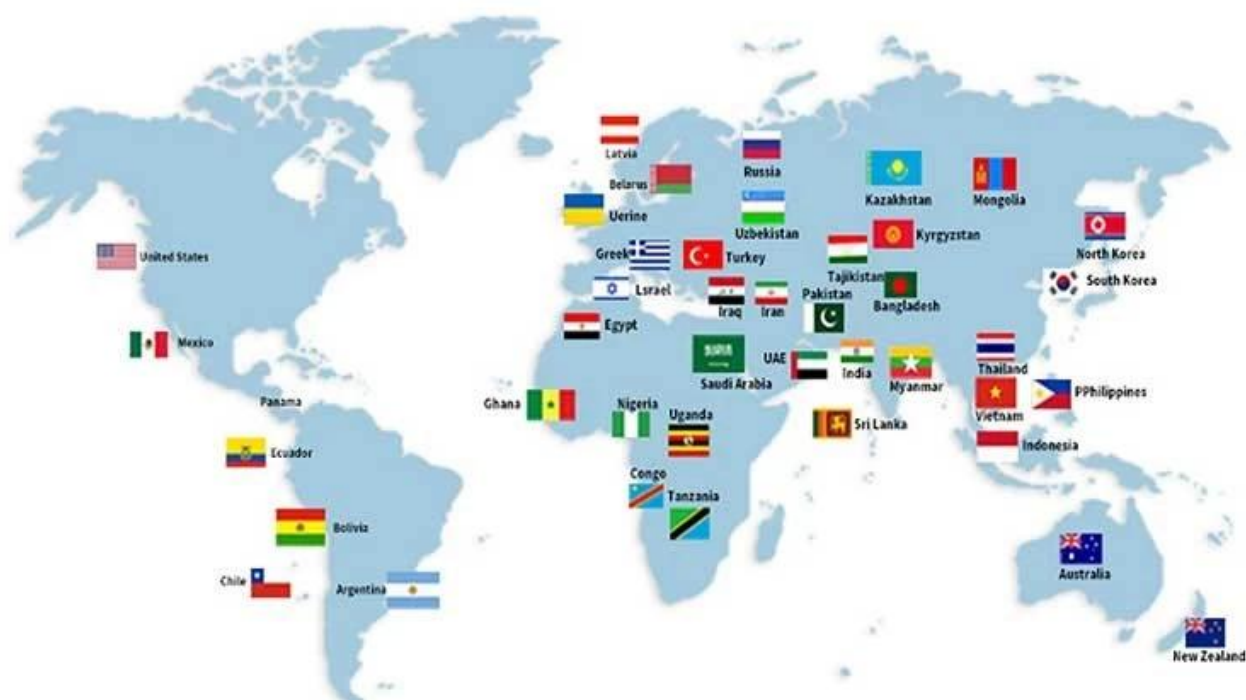 Latvia
Russia
Belarus
Kazakhstan
Mongolia
Uerine
Uzbekistan
Kyrgyzstan
United States
Greek
Turkey
North Korea
Tajikistan
South Korea
Lsrael
Pakistan
Bangladesh
Iraq
Iran
Egypt
Mexico
UAE
Thailand
Saudi Arabia
India
Myanmar
Panama
Ghana
Nigeria
Uganda
PPhilippines
Vietnam
Sri Lanka
Ecuador
Indonesia
Congo
Tanzania
Bolivia
Chile
Argentina
Australia
New Zealand